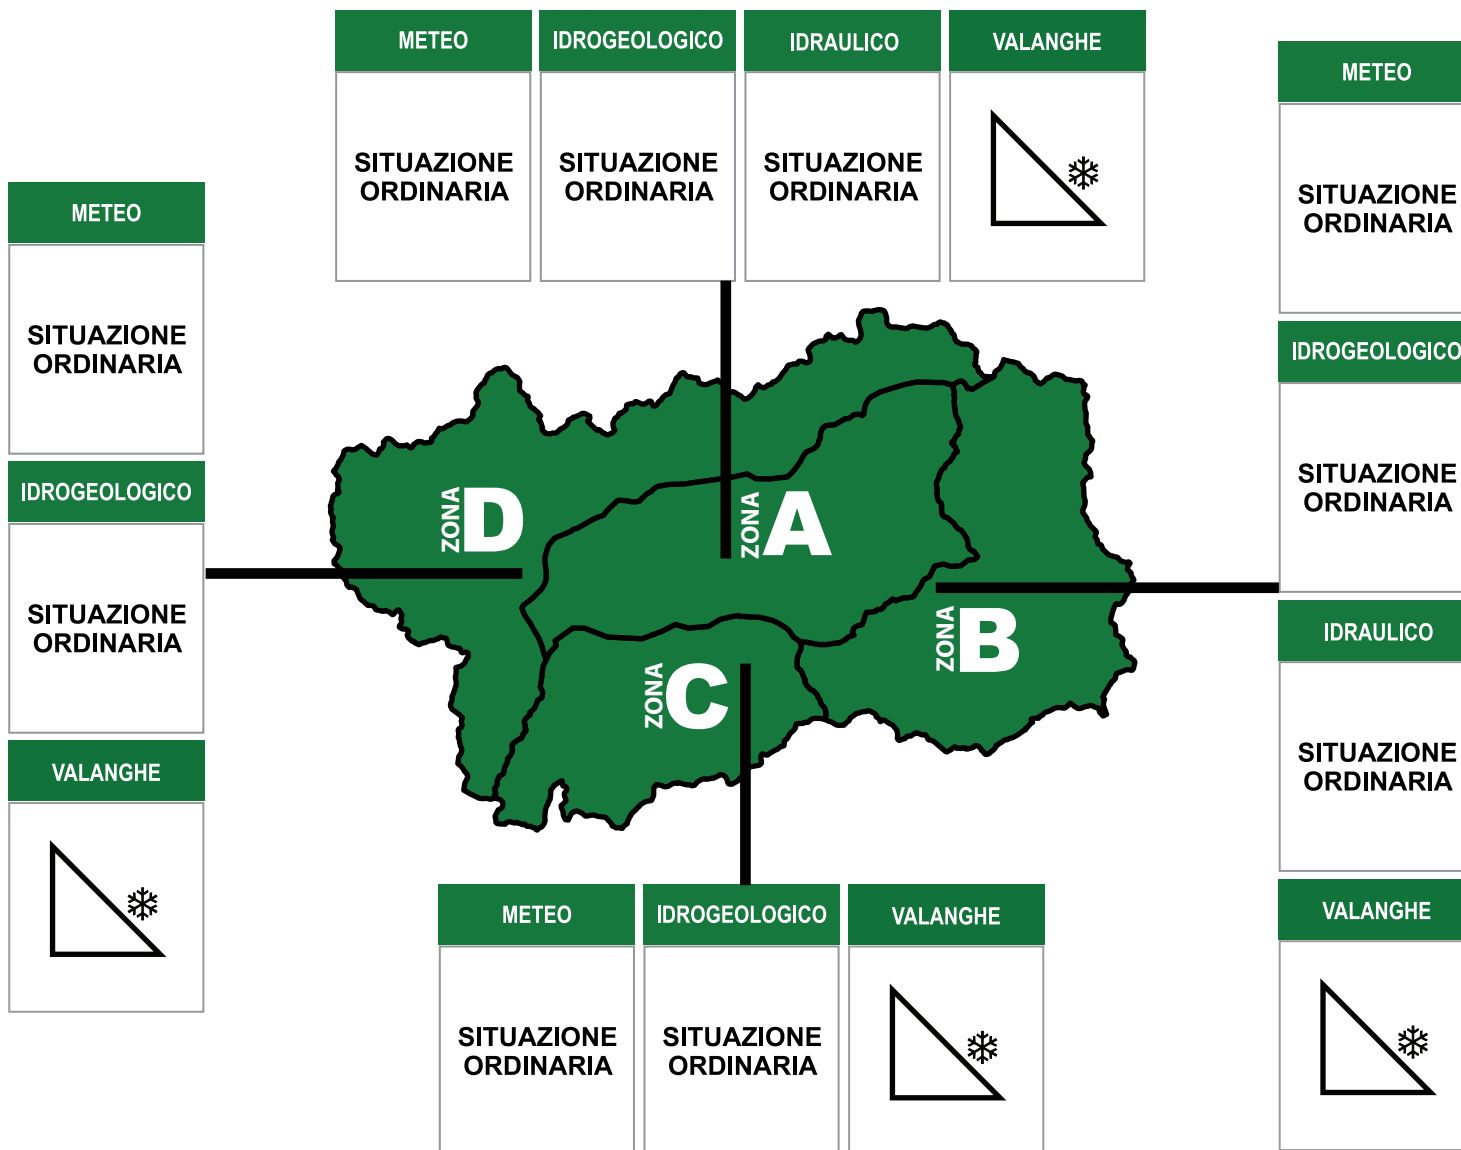 METEO
IDROGEOLOGICO
IDRAULICO
VALANGHE
SITUAZIONE
ORDINARIA
SITUAZIONE
ORDINARIA
SITUAZIONE
ORDINARIA
METEO
SITUAZIONE
ORDINARIA
IDROGEOLOGICO
SITUAZIONE
ORDINARIA
IDRAULICO
SITUAZIONE
ORDINARIA
VALANGHE
METEO
SITUAZIONE
ORDINARIA
IDROGEOLOGICO
SITUAZIONE
ORDINARIA
VALANGHE
ZONA D
ZONA A
ZONA B
ZONA C
METEO
IDROGEOLOGICO
VALANGHE
SITUAZIONE
ORDINARIA
SITUAZIONE
ORDINARIA